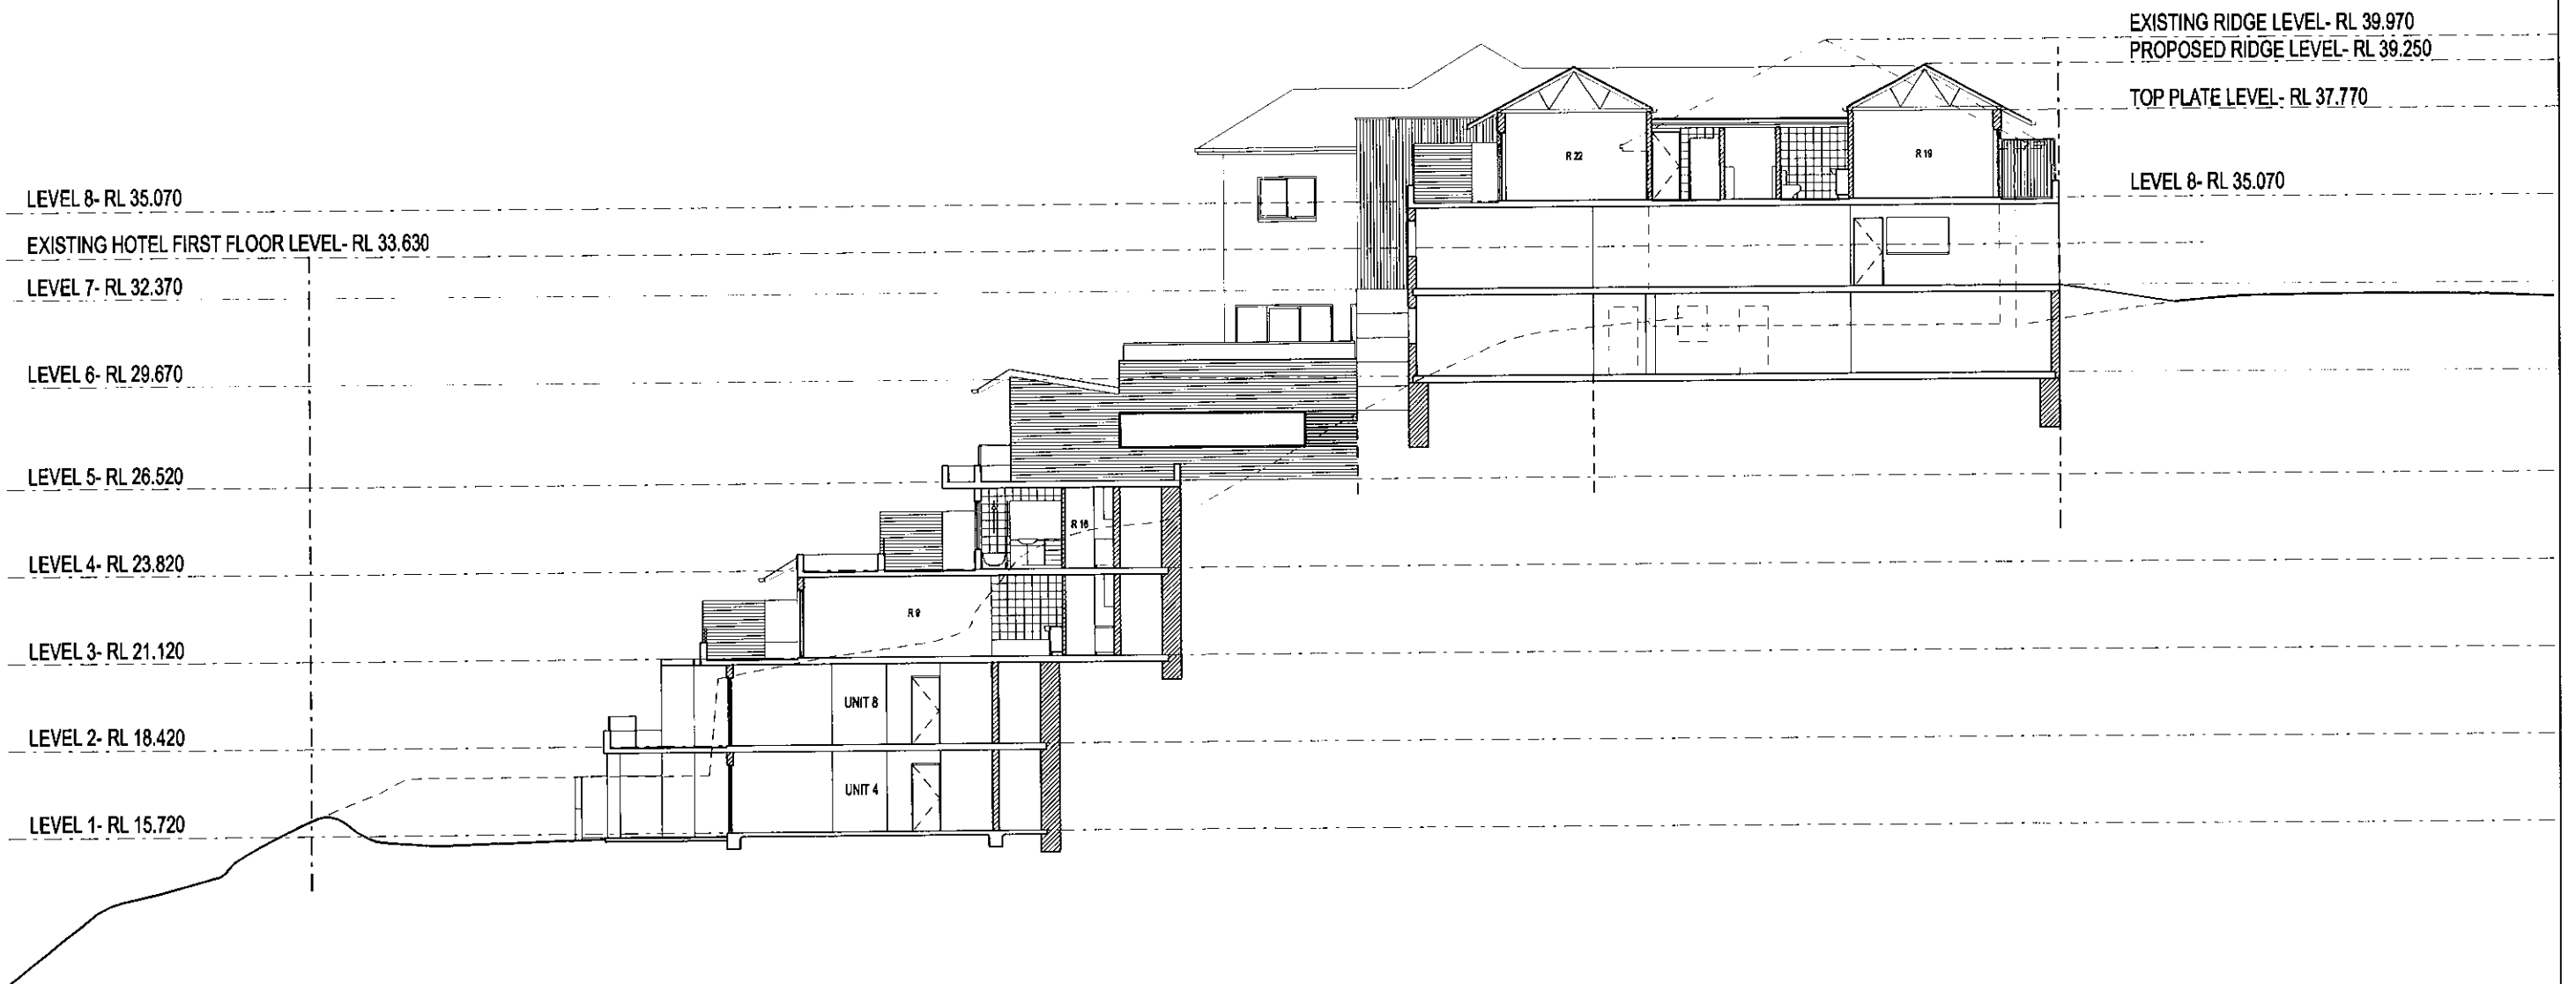 EXISTING RIDGE LEVEL- RL 39.970
PROPOSED RIDGE LEVEL- RL 39.250
TOP PLATE LEVEL- RL 37.770
R 22
R 19
LEVEL 8- RL 35.070
LEVEL 8- RL 35.070
EXISTING HOTEL FIRST FLOOR LEVEL- RL 33.630
LEVEL 7- RL 32.370
LEVEL 6- RL 29.670
LEVEL 5- RL 26.520
R 16
LEVEL 4- RL 23.820
R 9
LEVEL 3- RL 21.120
UNIT 8
LEVEL 2- RL 18.420
UNIT 4
LEVEL 1- RL 15.720